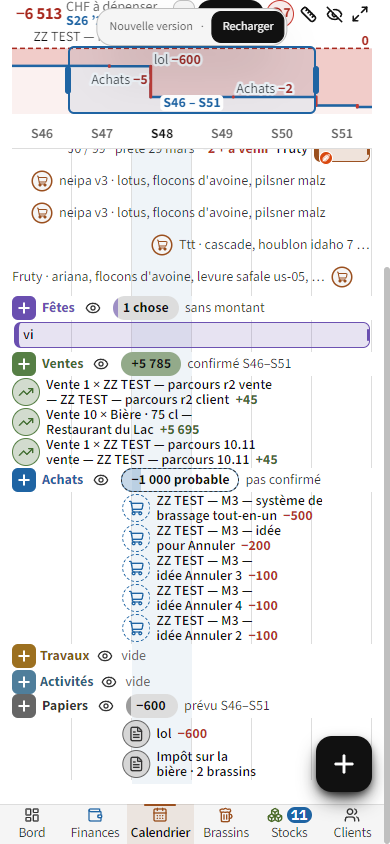 −6 513 CHF à dépenser
S26
Nouvelle version · Recharger
7
ZZ TEST —
0
lol −600
Achats −5
Achats −2
S46 – S51
S46 S47 S48 S49 S50 S51
neipa v3 · lotus, flocons d'avoine, pilsner malz
neipa v3 · lotus, flocons d'avoine, pilsner malz
Ttt · cascade, houblon idaho 7 …
Fruty · ariana, flocons d'avoine, levure safale us-05, …
Fêtes 1 chose sans montant
vi
Ventes +5 785 confirmé S46–S51
Vente 1 × ZZ TEST — parcours r2 vente
— ZZ TEST — parcours r2 client +45
Vente 10 × Bière · 75 cl —
Restaurant du Lac +5 695
Vente 1 × ZZ TEST — parcours 10.11
vente — ZZ TEST — parcours 10.11 +45
Achats −1 000 probable pas confirmé
ZZ TEST — M3 — système de
brassage tout-en-un −500
ZZ TEST — M3 — idée
pour Annuler −200
ZZ TEST — M3 —
idée Annuler 3 −100
ZZ TEST — M3 —
idée Annuler 4 −100
ZZ TEST — M3 —
idée Annuler 2 −100
Travaux vide
Activités vide
Papiers −600 prévu S46–S51
lol −600
Impôt sur la
bière · 2 brassins
11
Bord Finances Calendrier Brassins Stocks Clients